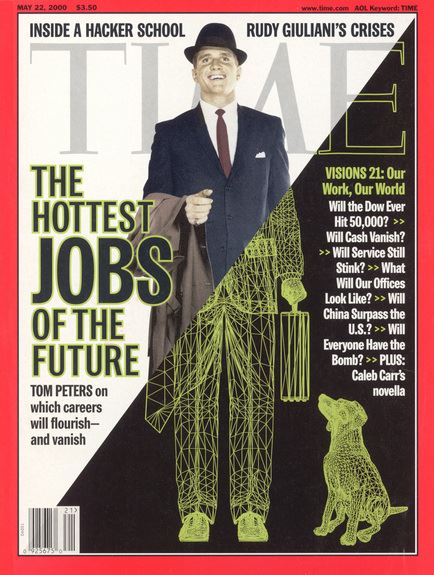 MAY 22, 2000 $3.50
www.time.com AOL Keyword: TIME
INSIDE A HACKER SCHOOL
RUDY GIULIANI'S CRISES
TIME
THE
HOTTEST
JOBS
OF THE
FUTURE
TOM PETERS on
which careers
will flourish—
and vanish
VISIONS 21: Our
Work, Our World
Will the Dow Ever
Hit 50,000? >>
Will Cash Vanish?
>> Will Service Still
Stink? >> What
Will Our Offices
Look Like? >> Will
China Surpass the
U.S.? >> Will
Everyone Have the
Bomb? >> PLUS:
Caleb Carr's
novella
21>
0 925675 0